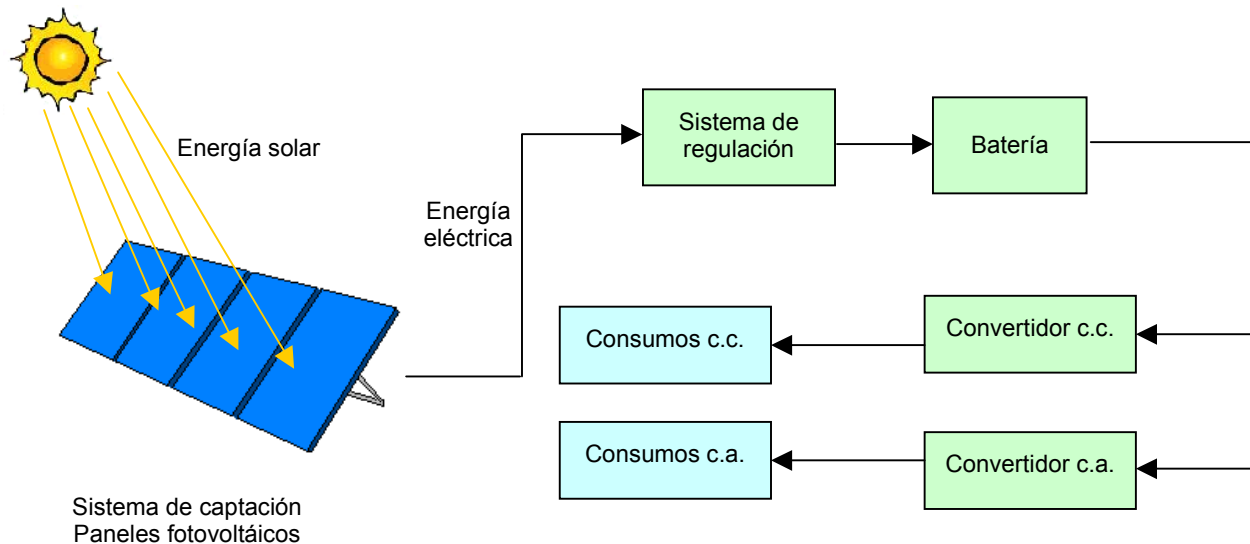 Energía solar
Sistema de
regulación
Batería
Energía
eléctrica
Consumos c.c.
Convertidor c.c.
Consumos c.a.
Convertidor c.a.
Sistema de captación
Paneles fotovoltáicos